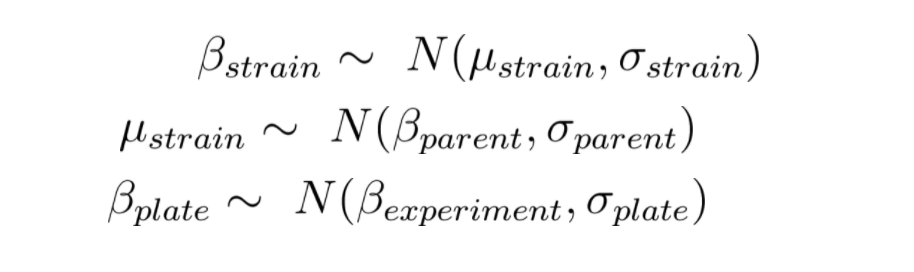 β_strain ∼ N(μ_strain, σ_strain)
μ_strain ∼ N(β_parent, σ_parent)
β_plate ∼ N(β_experiment, σ_plate)